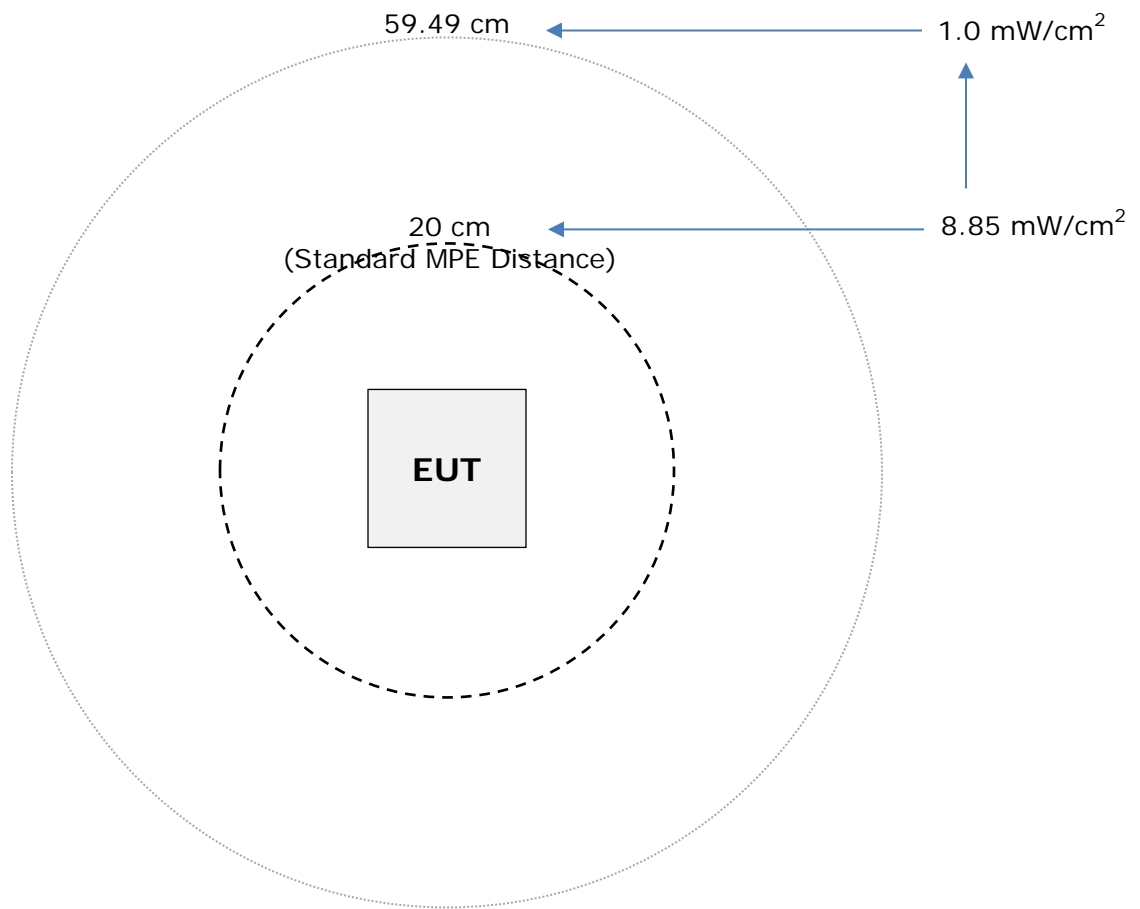 59.49 cm
1.0 mW/cm²
20 cm
(Standard MPE Distance)
8.85 mW/cm²
EUT